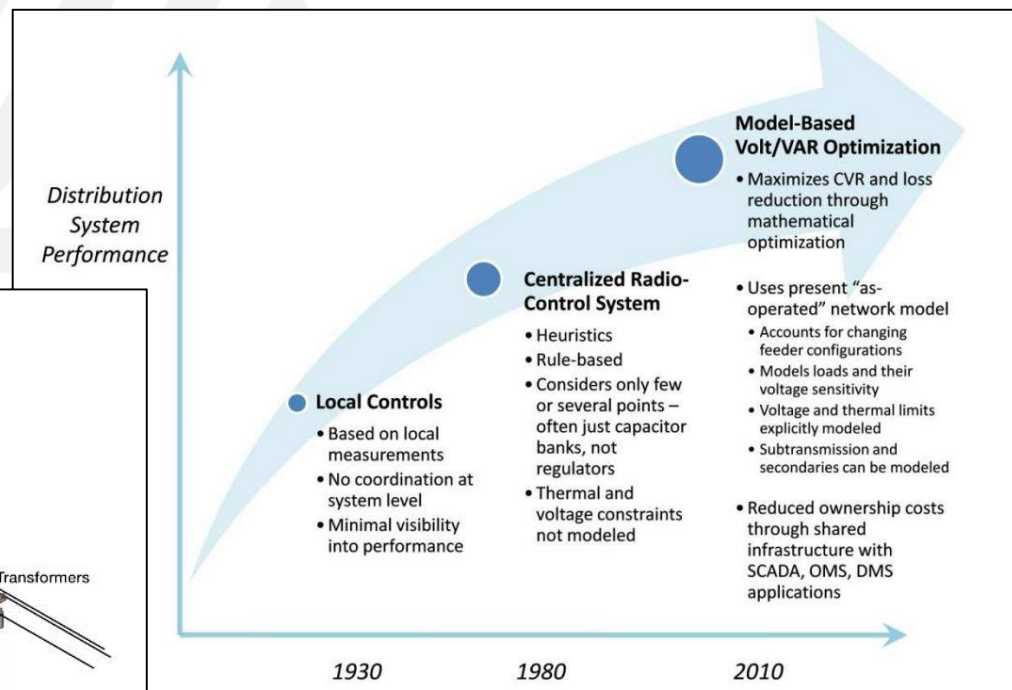 Distribution
System
Performance
Local Controls
• Based on local
measurements
• No coordination at
system level
• Minimal visibility
into performance
Centralized Radio-
Control System
• Heuristics
• Rule-based
• Considers only few
or several points –
often just capacitor
banks, not
regulators
• Thermal and
voltage constraints
not modeled
Model-Based
Volt/VAR Optimization
• Maximizes CVR and loss
reduction through
mathematical
optimization
• Uses present "as-
operated" network model
• Accounts for changing
feeder configurations
• Models loads and their
voltage sensitivity
• Voltage and thermal limits
explicitly modeled
• Subtransmission and
secondaries can be modeled
• Reduced ownership costs
through shared
infrastructure with
SCADA, OMS, DMS
applications
Transformers
1930 1980 2010